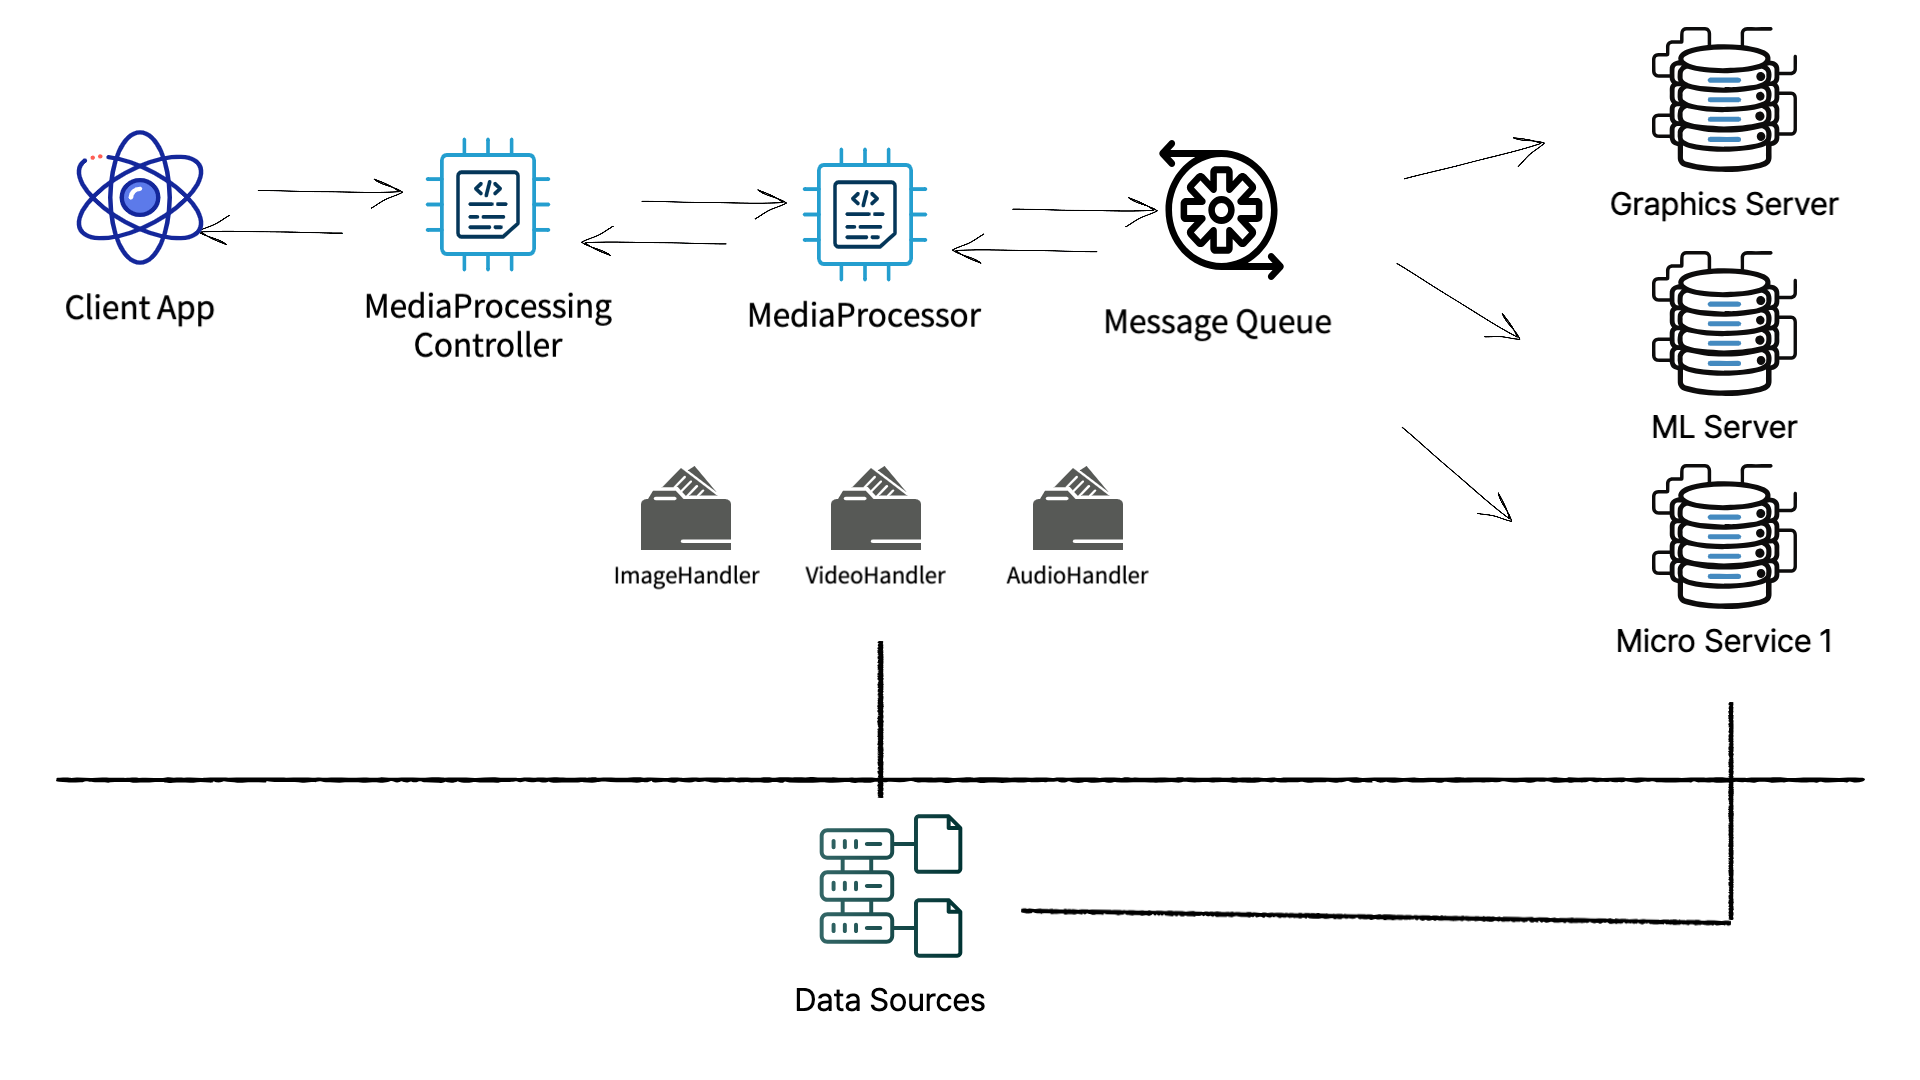 Graphics Server
Client App
MediaProcessing
Controller
MediaProcessor
Message Queue
ML Server
ImageHandler
VideoHandler
AudioHandler
Micro Service 1
Data Sources